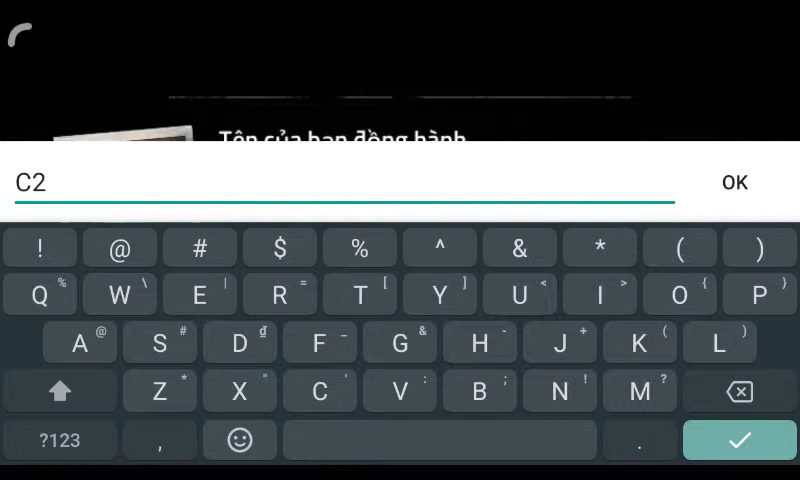 Tên của bạn đồng hành
C2
OK
! @ # $ % ^ & * ( )
Q % W \ E | R = T [ Y ] U < I > O { P }
A @ S # D ₫ F _ G & H - J + K ( L )
Z * X " C ' V : B ; N ! M ?
?123 , .